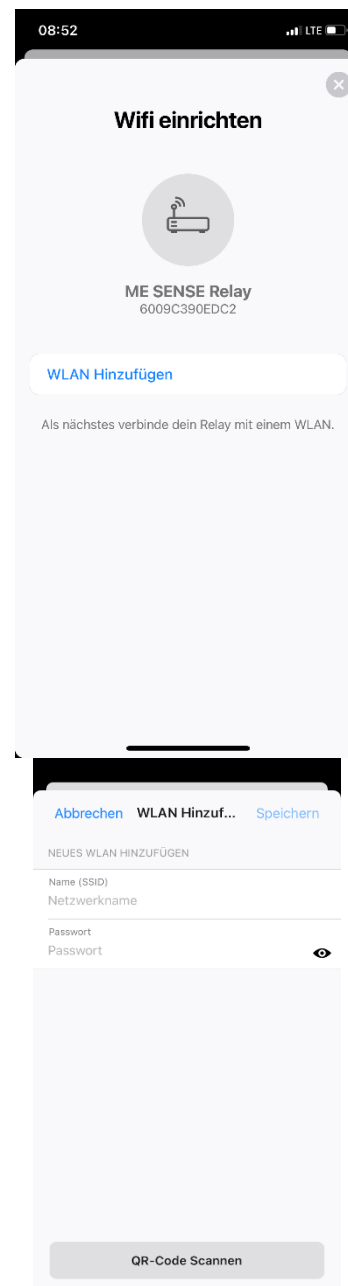 08:52 LTE
Wifi einrichten
ME SENSE Relay
6009C390EDC2
WLAN Hinzufügen
Als nächstes verbinde dein Relay mit einem WLAN.
Abbrechen WLAN Hinzuf... Speichern
NEUES WLAN HINZUFÜGEN
Name (SSID)
Netzwerkname
Passwort
Passwort
QR-Code Scannen